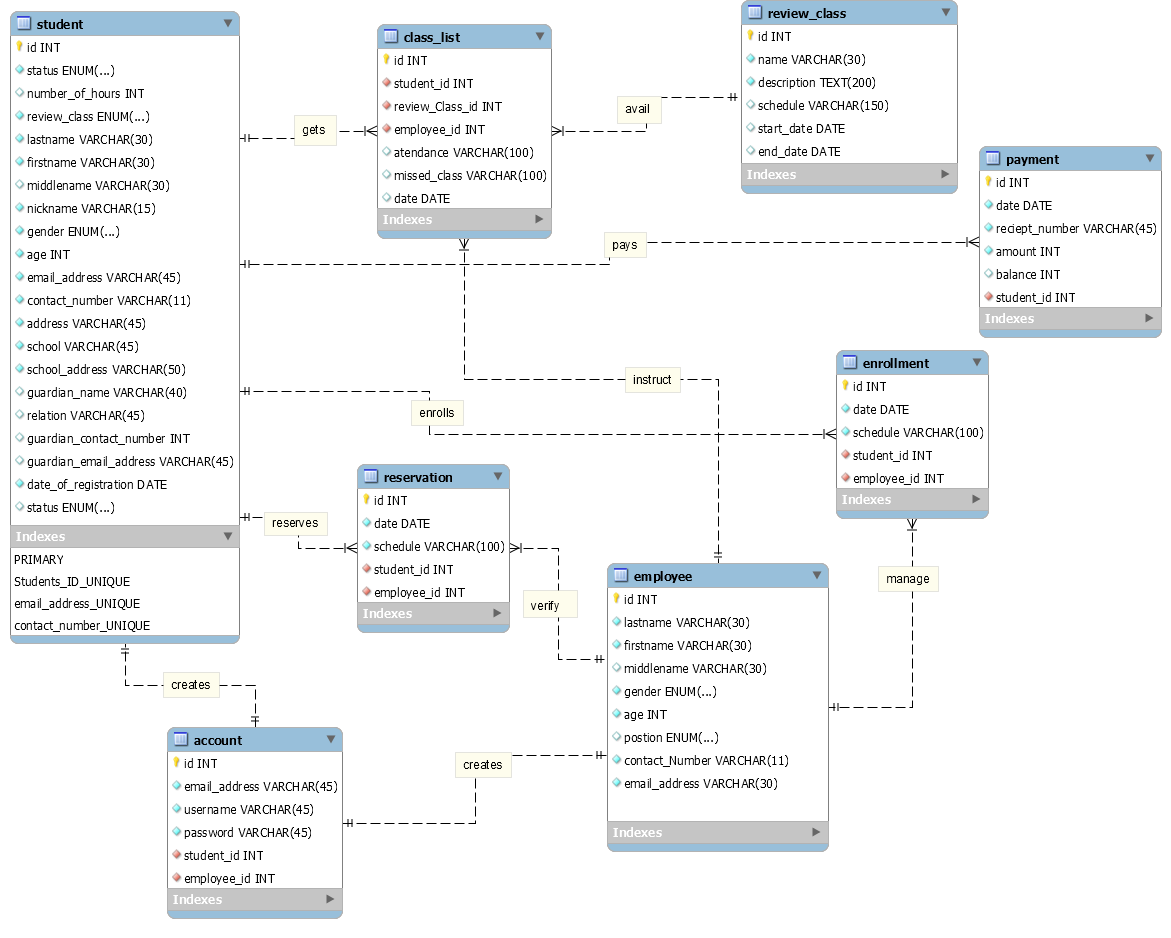 student
id INT
status ENUM(...)
number_of_hours INT
review_class ENUM(...)
lastname VARCHAR(30)
firstname VARCHAR(30)
middlename VARCHAR(30)
nickname VARCHAR(15)
gender ENUM(...)
age INT
email_address VARCHAR(45)
contact_number VARCHAR(11)
address VARCHAR(45)
school VARCHAR(45)
school_address VARCHAR(50)
guardian_name VARCHAR(40)
relation VARCHAR(45)
guardian_contact_number INT
guardian_email_address VARCHAR(45)
date_of_registration DATE
status ENUM(...)
Indexes
PRIMARY
Students_ID_UNIQUE
email_address_UNIQUE
contact_number_UNIQUE
gets
class_list
id INT
student_id INT
review_Class_id INT
employee_id INT
atendance VARCHAR(100)
missed_class VARCHAR(100)
date DATE
Indexes
avail
review_class
id INT
name VARCHAR(30)
description TEXT(200)
schedule VARCHAR(150)
start_date DATE
end_date DATE
Indexes
pays
payment
id INT
date DATE
reciept_number VARCHAR(45)
amount INT
balance INT
student_id INT
Indexes
instruct
enrolls
enrollment
id INT
date DATE
schedule VARCHAR(100)
student_id INT
employee_id INT
Indexes
reserves
reservation
id INT
date DATE
schedule VARCHAR(100)
student_id INT
employee_id INT
Indexes
verify
manage
employee
id INT
lastname VARCHAR(30)
firstname VARCHAR(30)
middlename VARCHAR(30)
gender ENUM(...)
age INT
postion ENUM(...)
contact_Number VARCHAR(11)
email_address VARCHAR(30)
Indexes
creates
creates
account
id INT
email_address VARCHAR(45)
username VARCHAR(45)
password VARCHAR(45)
student_id INT
employee_id INT
Indexes